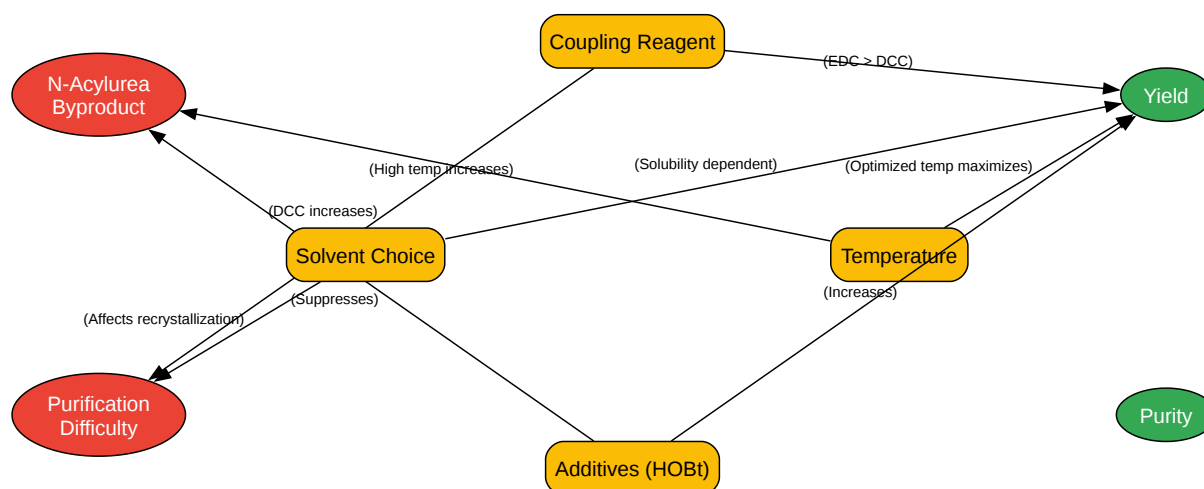 Coupling Reagent
(EDC > DCC)
N-Acylurea
Byproduct
Yield
(High temp increases)
(Solubility dependent)
(Optimized temp maximizes)
(DCC increases)
Solvent Choice
Temperature
(Suppresses)
(Increases)
(Affects recrystallization)
Purification
Difficulty
Purity
Additives (HOBt)